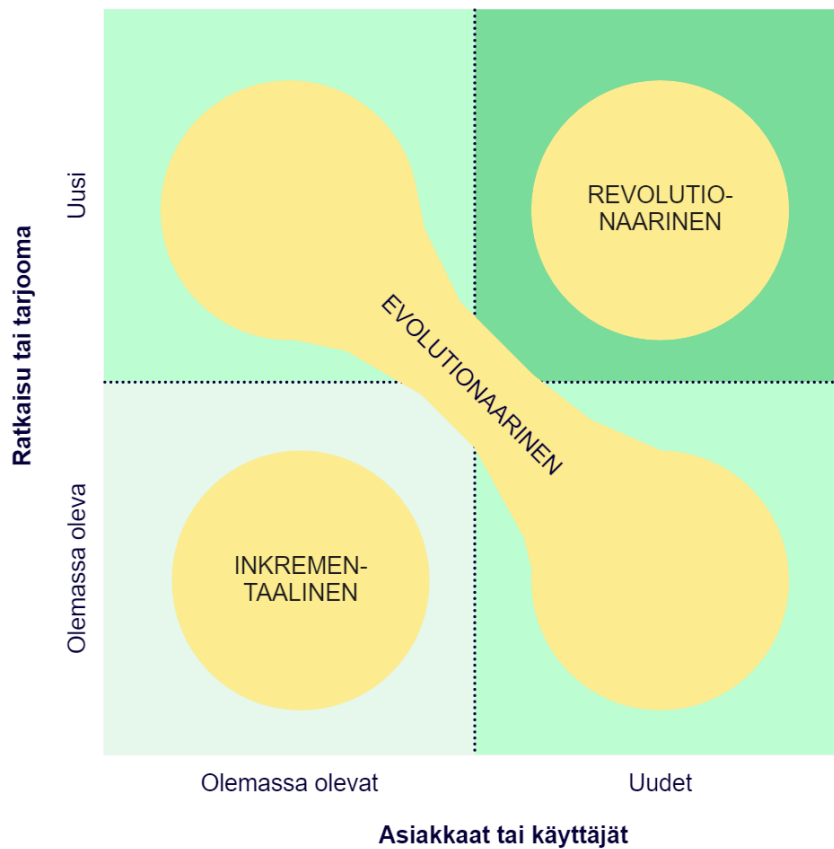 Ratkaisu tai tarjooma
Uusi
Olemassa oleva
REVOLUTIO-
NAARINEN
EVOLUTIONAARINEN
INKREMEN-
TAALINEN
Olemassa olevat
Uudet
Asiakkaat tai käyttäjät